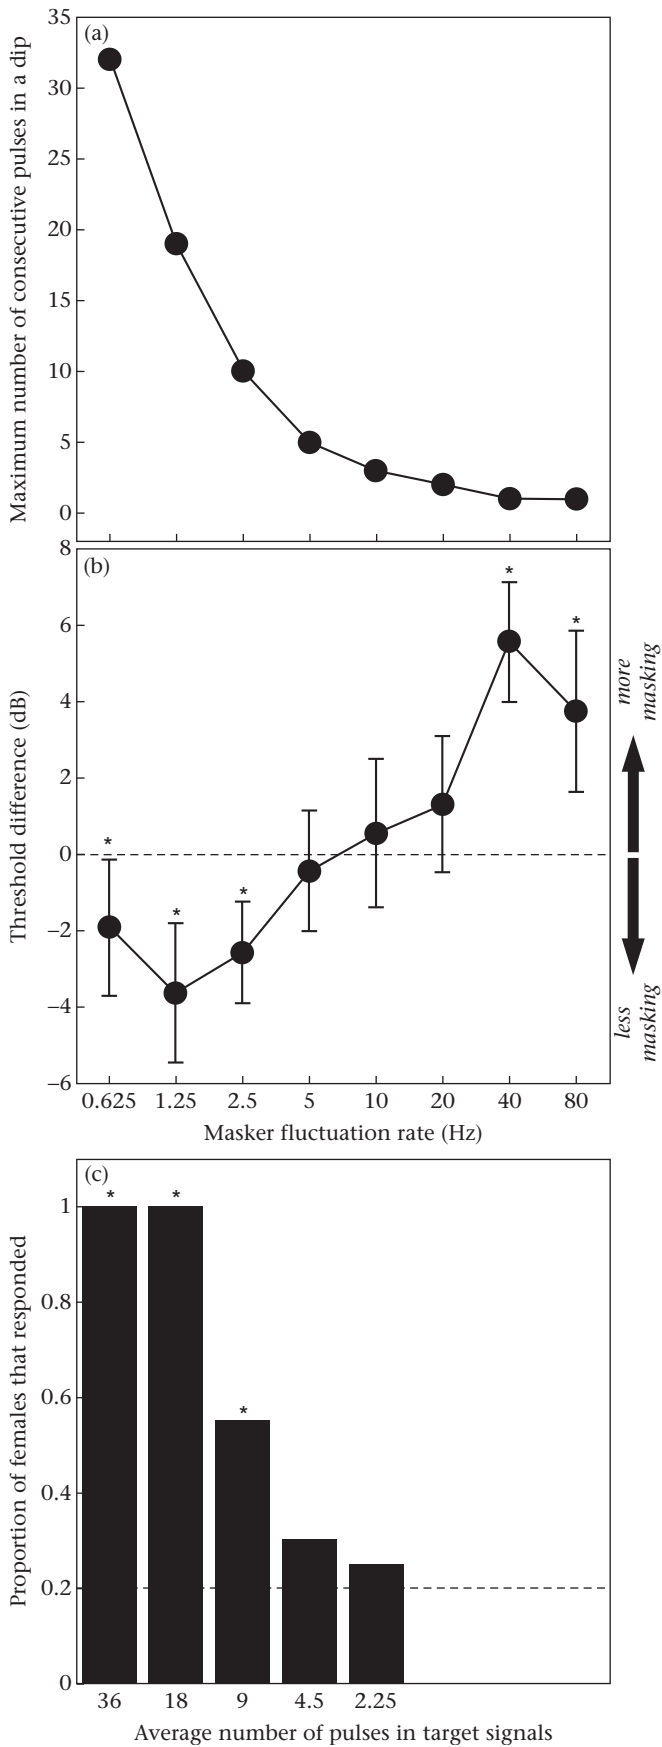 (a)
Maximum number of consecutive pulses in a dip
35
30
25
20
15
10
5
0
(b)
Threshold difference (dB)
8
6
4
2
0
−2
−4
−6
*
*
*
*
*
more
masking
less
masking
0.625 1.25 2.5 5 10 20 40 80
Masker fluctuation rate (Hz)
(c)
Proportion of females that responded
1
0.8
0.6
0.4
0.2
0
*
*
*
36 18 9 4.5 2.25
Average number of pulses in target signals